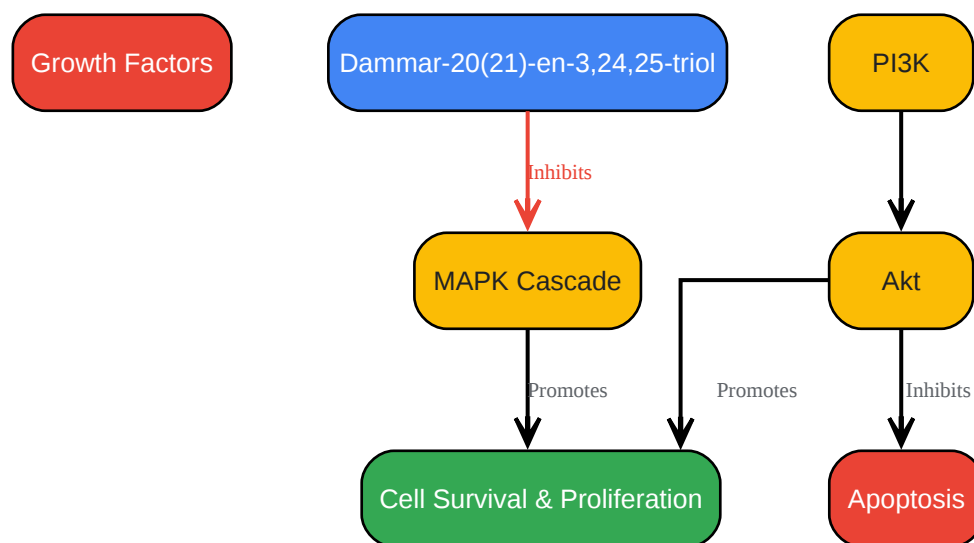 Growth Factors
Dammar-20(21)-en-3,24,25-triol
PI3K
Inhibits
MAPK Cascade
Akt
Promotes
Promotes
Inhibits
Cell Survival & Proliferation
Apoptosis